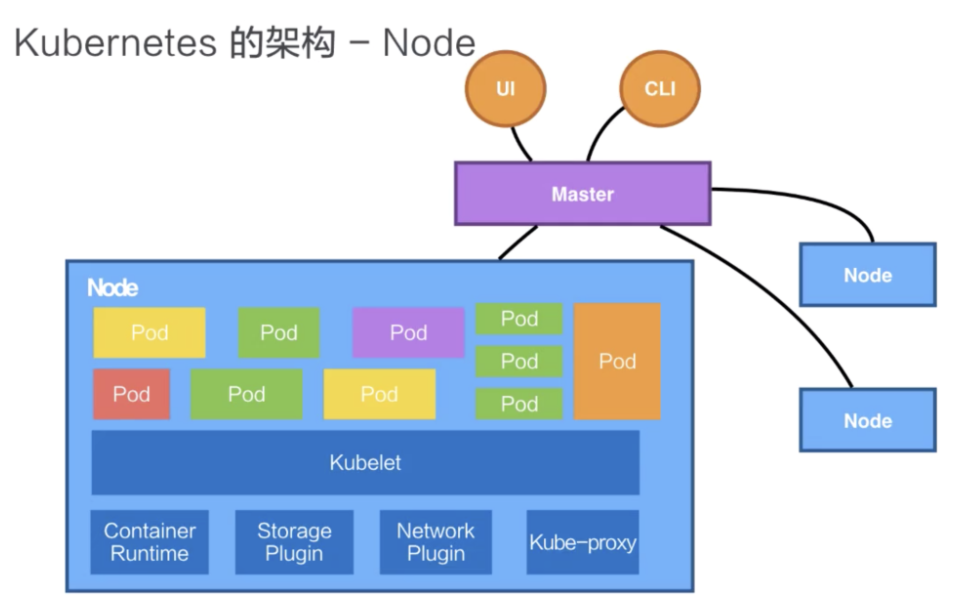 Kubernetes 的架构 – Node
UI
CLI
Master
Node
Node
Node
Pod
Pod
Pod
Pod
Pod
Pod
Pod
Pod
Pod
Pod
Kubelet
Container
Runtime
Storage
Plugin
Network
Plugin
Kube-proxy